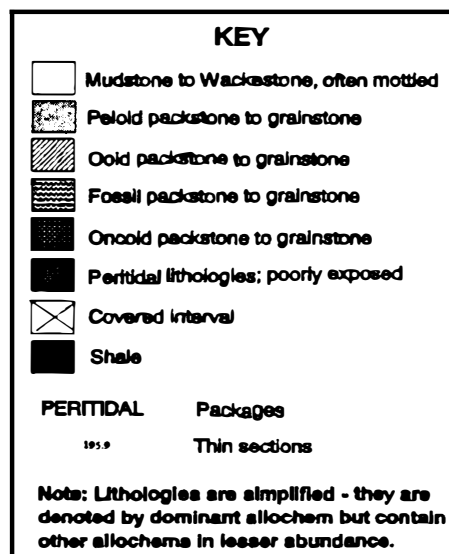 KEY
Mudstone to Wackestone, often mottled
Peloid packstone to grainstone
Ooid packstone to grainstone
Fossil packstone to grainstone
Oncoid packstone to grainstone
Peritidal lithologies; poorly exposed
Covered interval
Shale
PERITIDAL Packages
195.9 Thin sections
Note: Lithologies are simplified - they are
denoted by dominant allochem but contain
other allochems in lesser abundance.